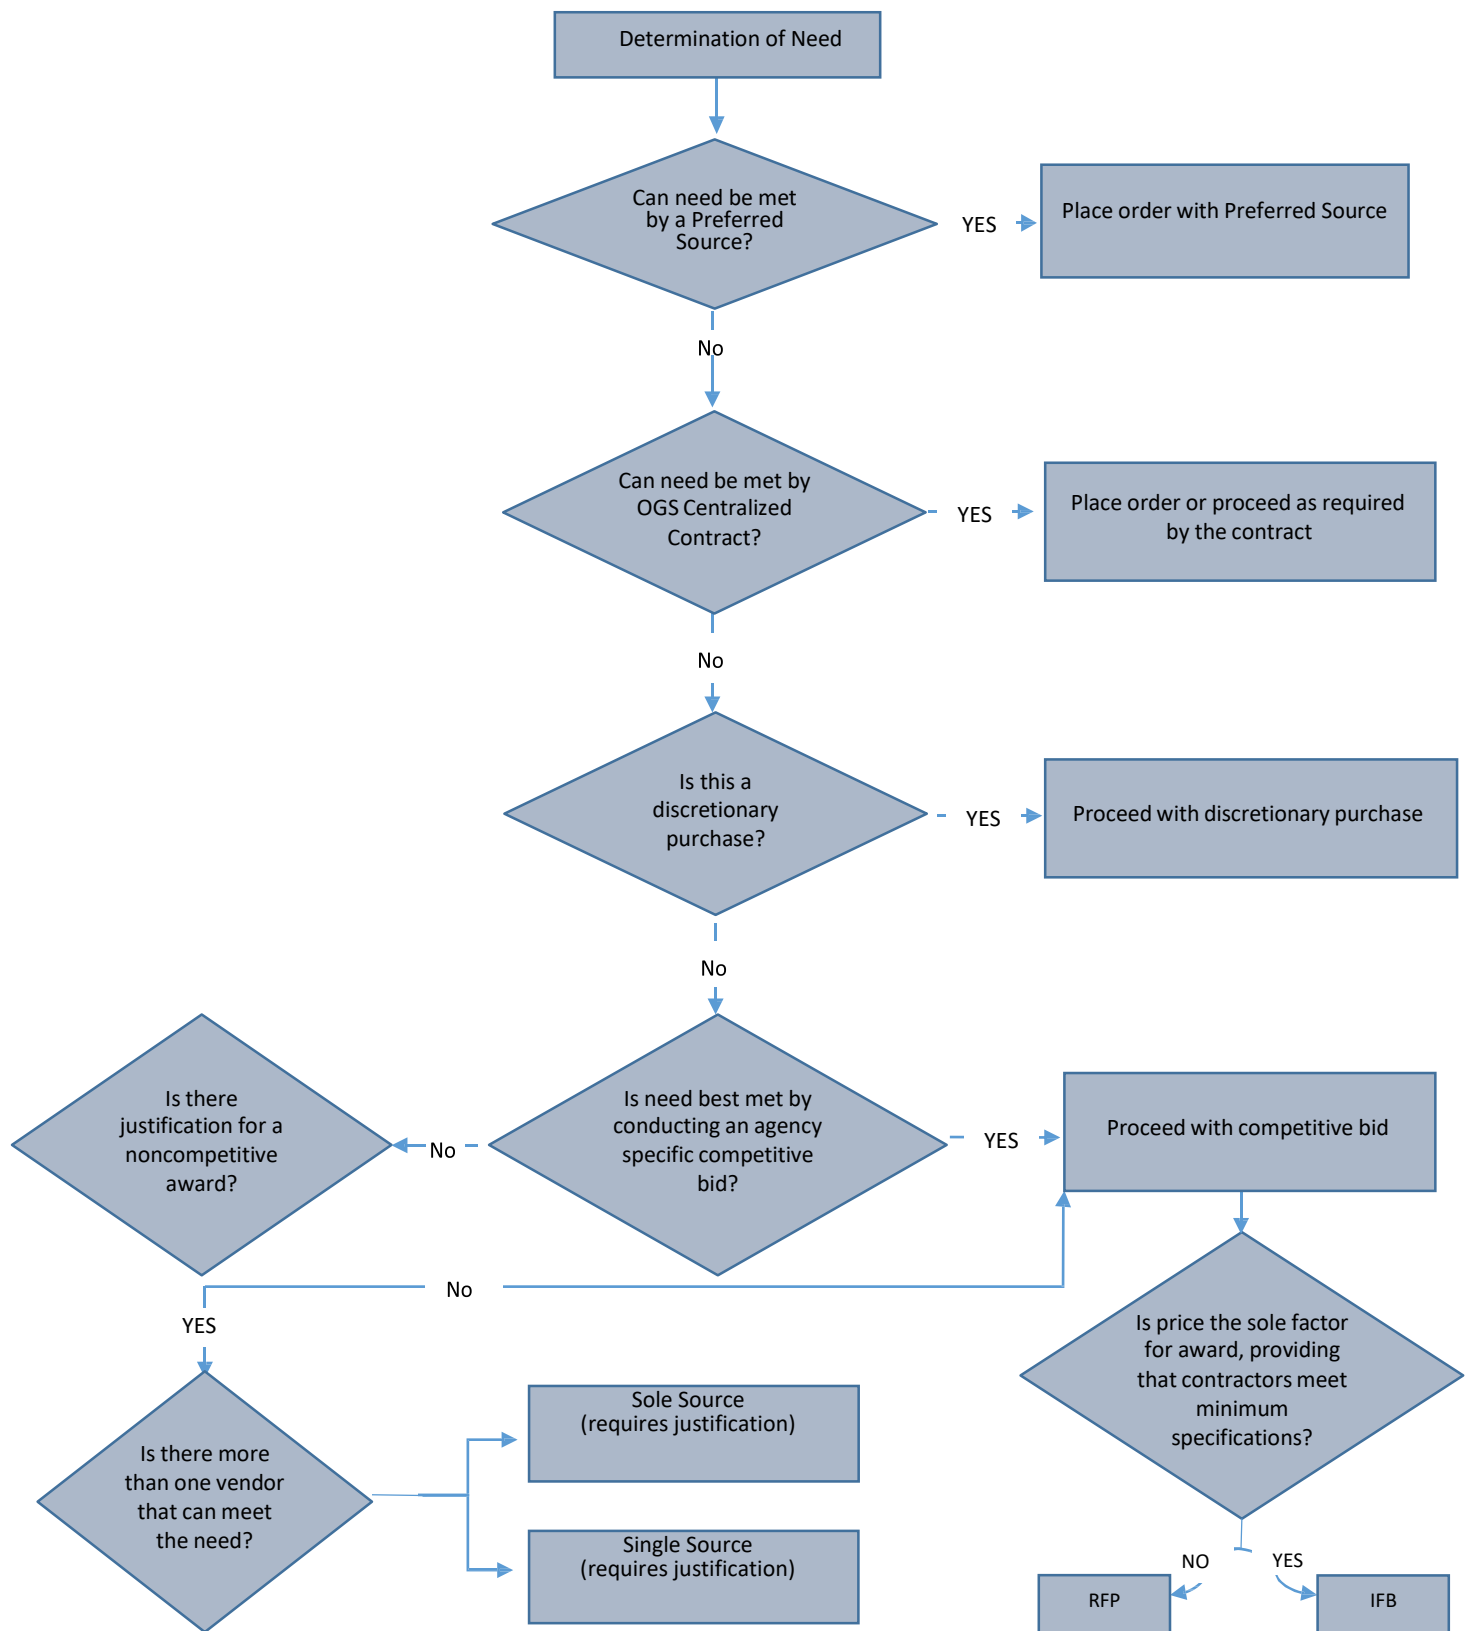 Determination of Need
Can need be met
by a Preferred
Source?
YES
Place order with Preferred Source
No
Can need be met by
OGS Centralized
Contract?
YES
Place order or proceed as required
by the contract
No
Is this a
discretionary
purchase?
YES
Proceed with discretionary purchase
No
Is there
justification for a
noncompetitive
award?
No
Is need best met by
conducting an agency
specific competitive
bid?
YES
Proceed with competitive bid
No
YES
Is price the sole factor
for award, providing
that contractors meet
minimum
specifications?
Is there more
than one vendor
that can meet
the need?
Sole Source
(requires justification)
Single Source
(requires justification)
NO
YES
RFP
IFB